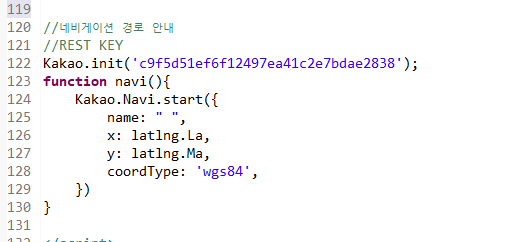 119
120 //네비게이션 경로 안내
121 //REST KEY
122 Kakao.init('c9f5d51ef6f12497ea41c2e7bdae2838');
123 function navi(){
124     Kakao.Navi.start({
125         name: " ",
126         x: latlng.La,
127         y: latlng.Ma,
128         coordType: 'wgs84',
129     })
130 }
131
132 </script>